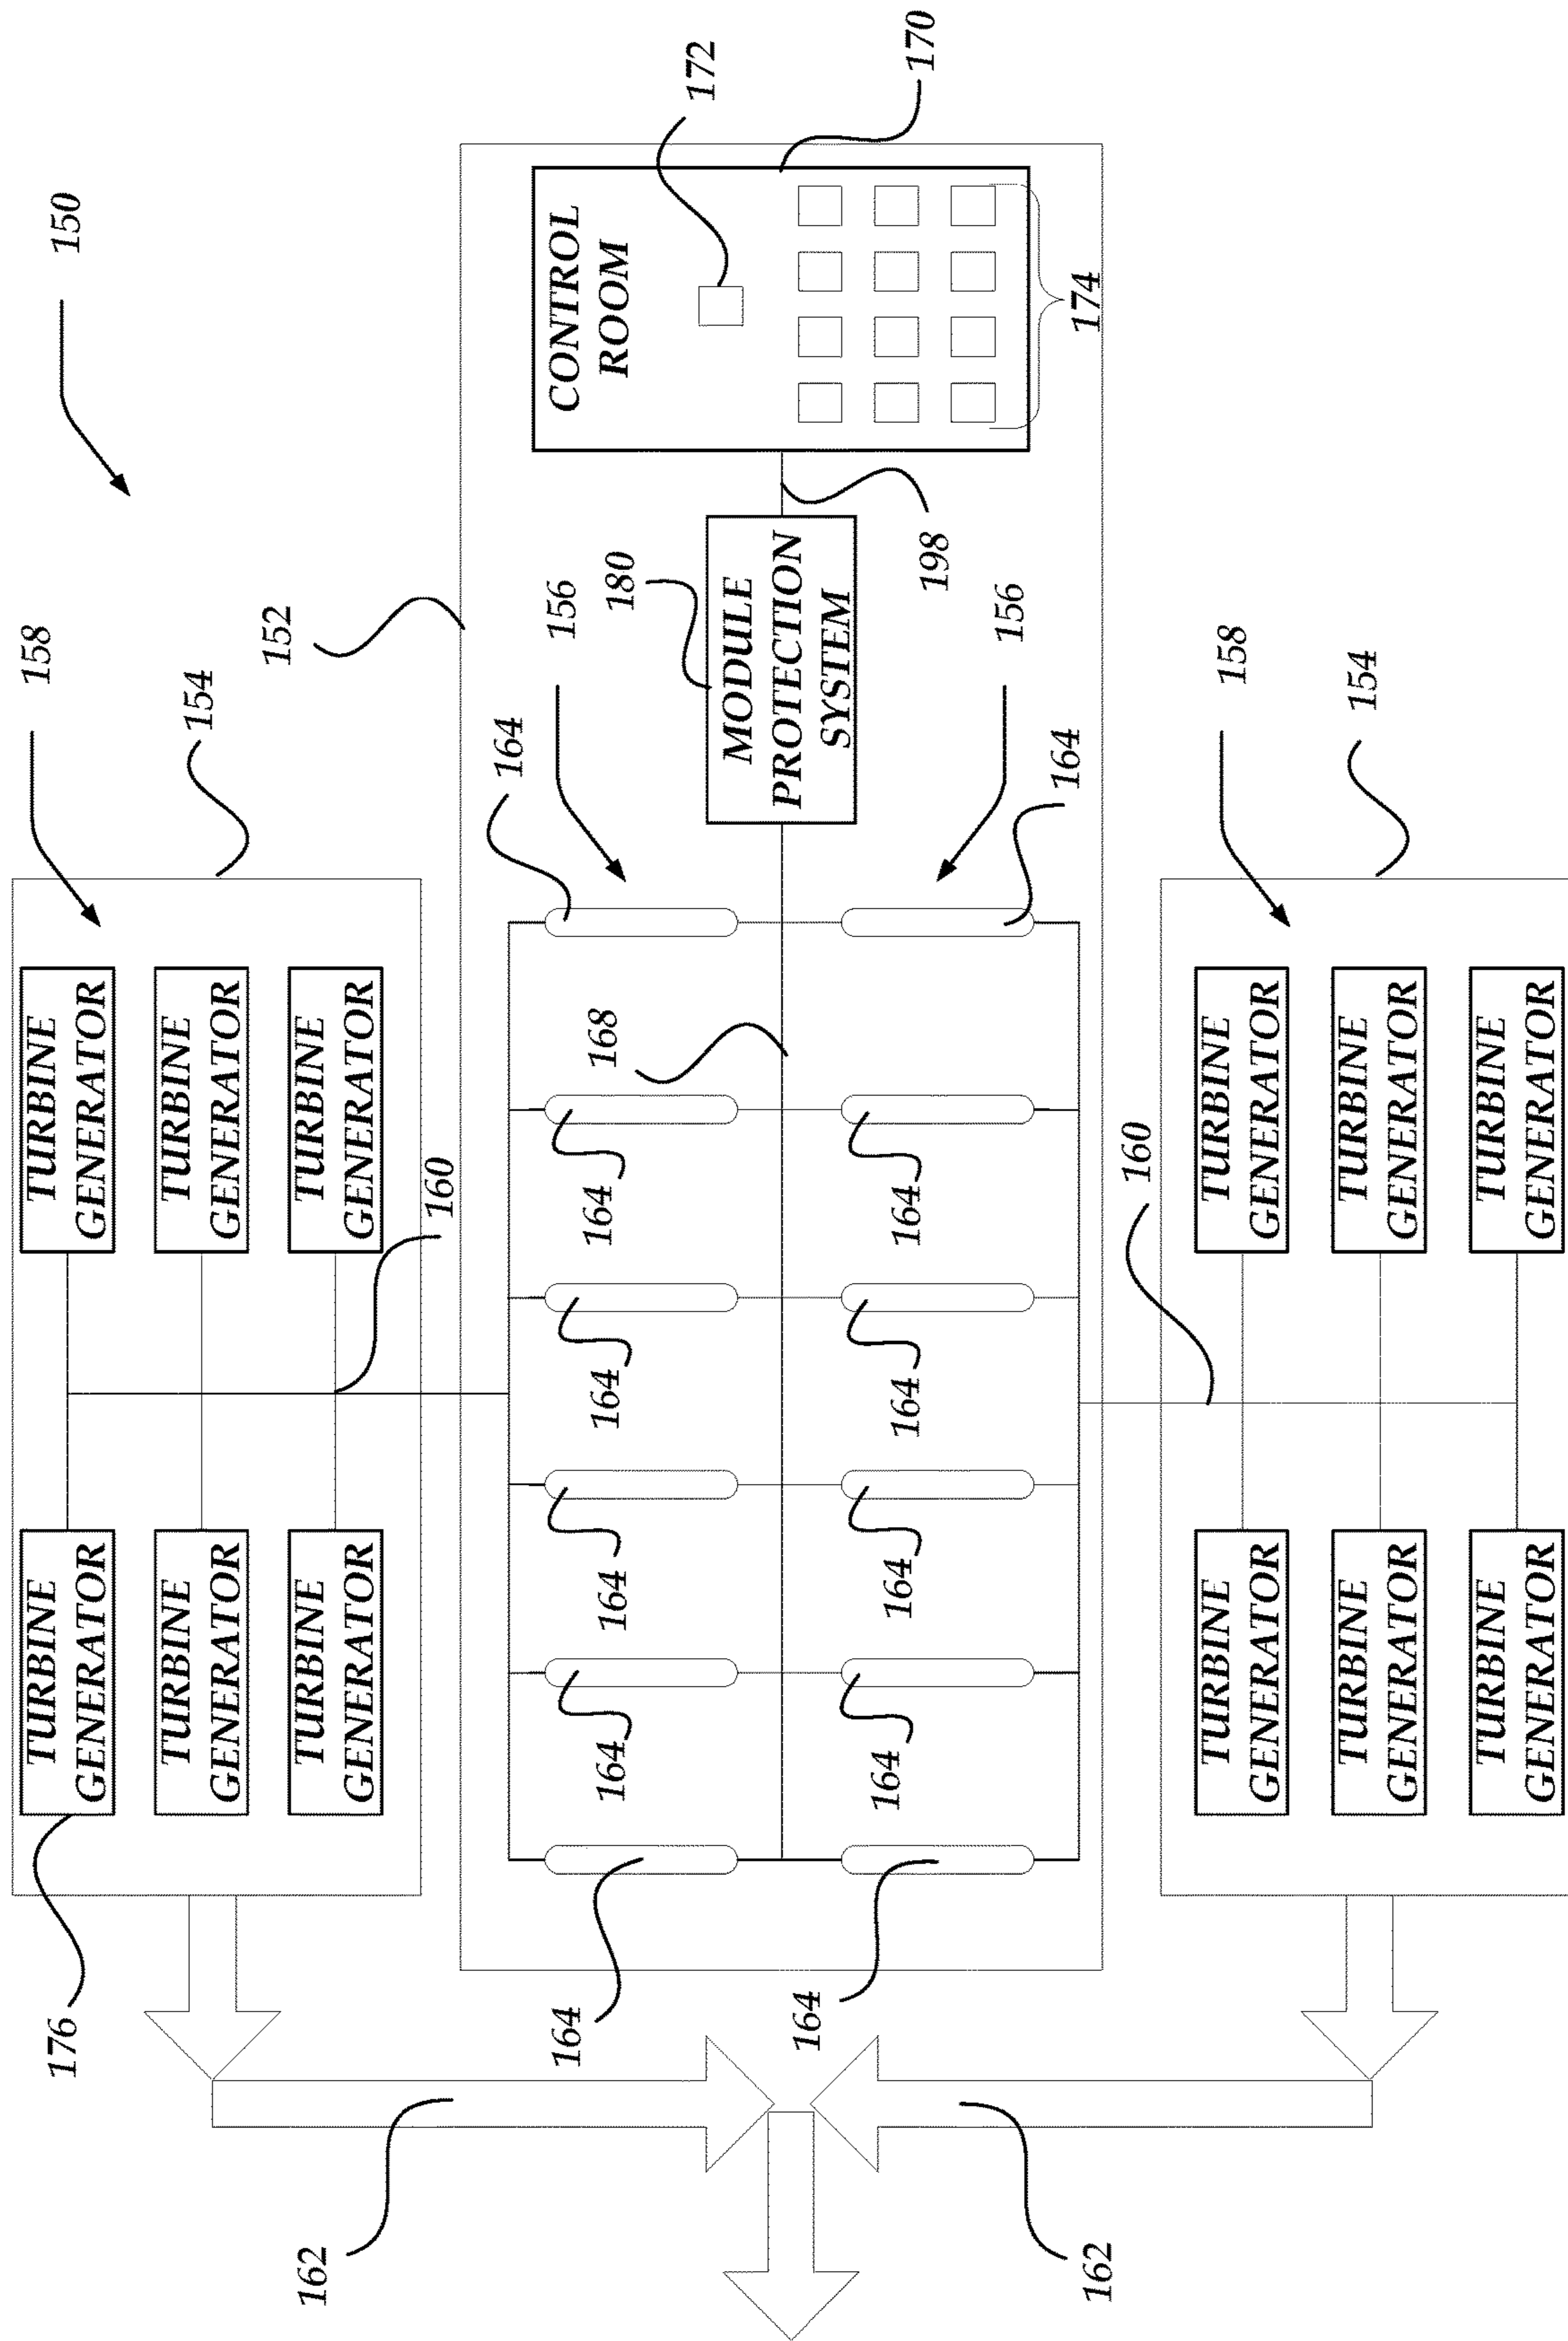 150
158
176
TURBINE
GENERATOR
TURBINE
GENERATOR
154
TURBINE
GENERATOR
TURBINE
GENERATOR
152
TURBINE
GENERATOR
TURBINE
GENERATOR
162
160
164
156
164
164
164
164
164
168
180
CONTROL
ROOM
172
MODULE
PROTECTION
SYSTEM
164
164
164
164
164
170
198
156
164
174
162
160
158
TURBINE
GENERATOR
TURBINE
GENERATOR
154
TURBINE
GENERATOR
TURBINE
GENERATOR
TURBINE
GENERATOR
TURBINE
GENERATOR